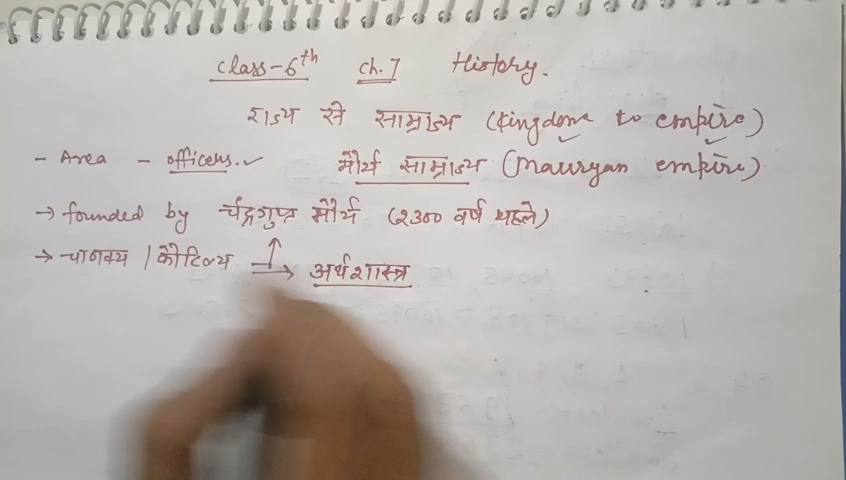 Class-6th Ch.7 History.
राज्य से साम्राज्य (Kingdome to empire)
- Area - officers. ✓ मौर्य साम्राज्य (Mauryan empire)
→ founded by चंद्रगुप्त मौर्य (2300 वर्ष पहले)
→ चाणक्य / कौटिल्य → अर्थशास्त्र